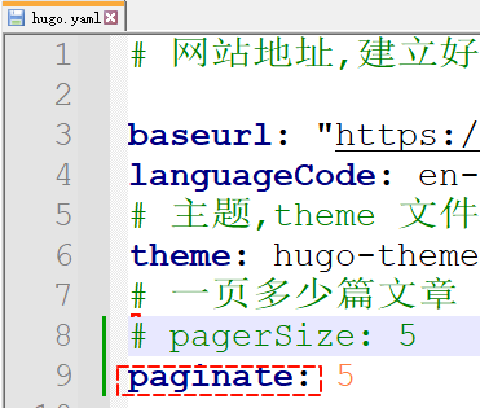 hugo.yaml
1 # 网站地址,建立好
2
3 baseurl: "https:/
4 languageCode: en-
5 # 主题,theme 文件
6 theme: hugo-theme
7 # 一页多少篇文章
8 # pagerSize: 5
9 paginate: 5